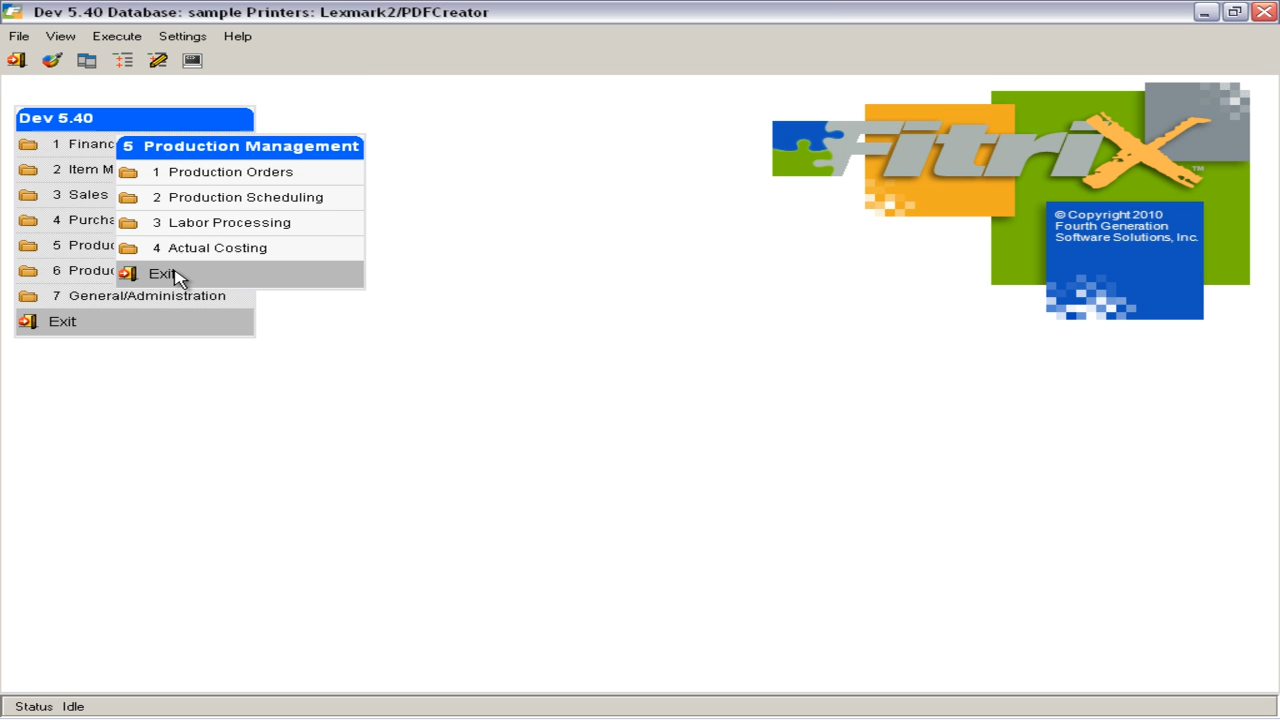 Dev 5.40 Database: sample Printers: Lexmark2/PDFCreator
File View Execute Settings Help
Dev 5.40
1 Financ
2 Item M
3 Sales
4 Purcha
5 Produc
6 Produc
7 General/Administration
Exit
5 Production Management
1 Production Orders
2 Production Scheduling
3 Labor Processing
4 Actual Costing
Exit
FitriX™
© Copyright 2010
Fourth Generation
Software Solutions, Inc.
Status Idle